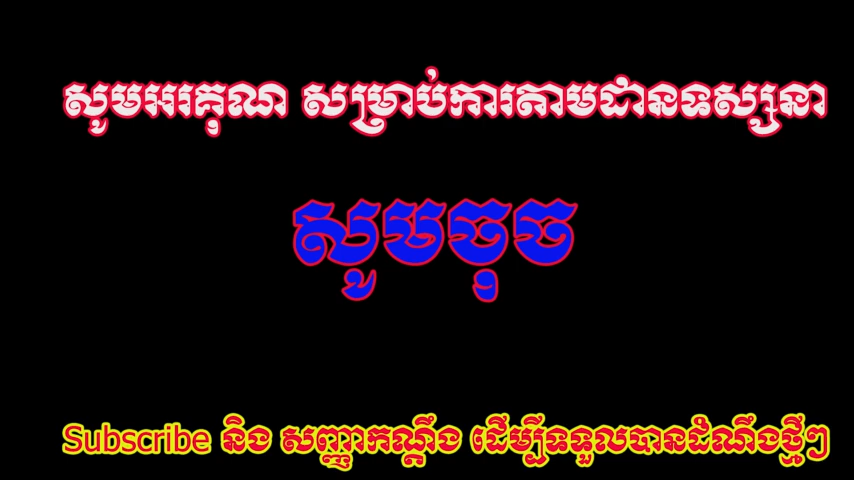 សូមអរគុណ សម្រាប់ការតាមដានទស្សនា
សូមចុច
Subscribe និង សញ្ញាកណ្ដឹង ដើម្បីទទួលបានដំណឹងថ្មីៗ